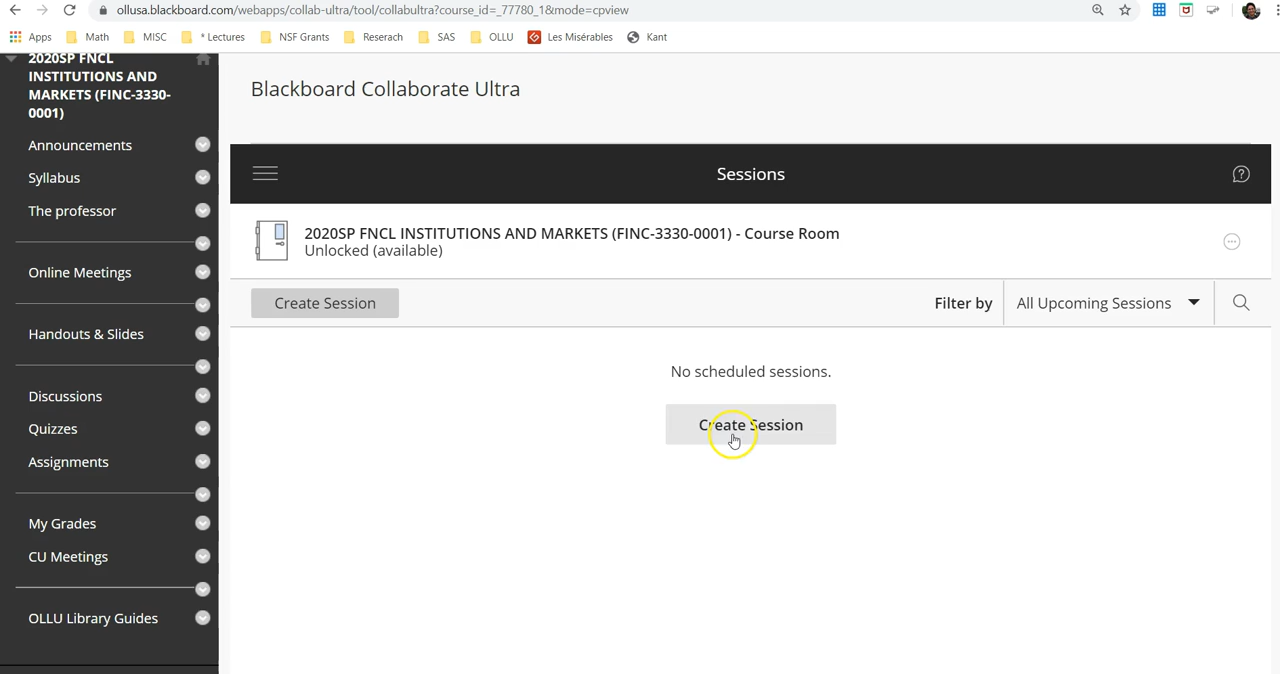 ollusa.blackboard.com/webapps/collab-ultra/tool/collabultra?course_id=_77780_1&mode=cpview
Apps Math MISC * Lectures NSF Grants Reserach SAS OLLU Les Misérables Kant
2020SP FNCL
INSTITUTIONS AND
MARKETS (FINC-3330-
0001)
Announcements
Syllabus
The professor
Online Meetings
Handouts & Slides
Discussions
Quizzes
Assignments
My Grades
CU Meetings
OLLU Library Guides
Blackboard Collaborate Ultra
Sessions
2020SP FNCL INSTITUTIONS AND MARKETS (FINC-3330-0001) - Course Room
Unlocked (available)
Create Session Filter by All Upcoming Sessions
No scheduled sessions.
Create Session